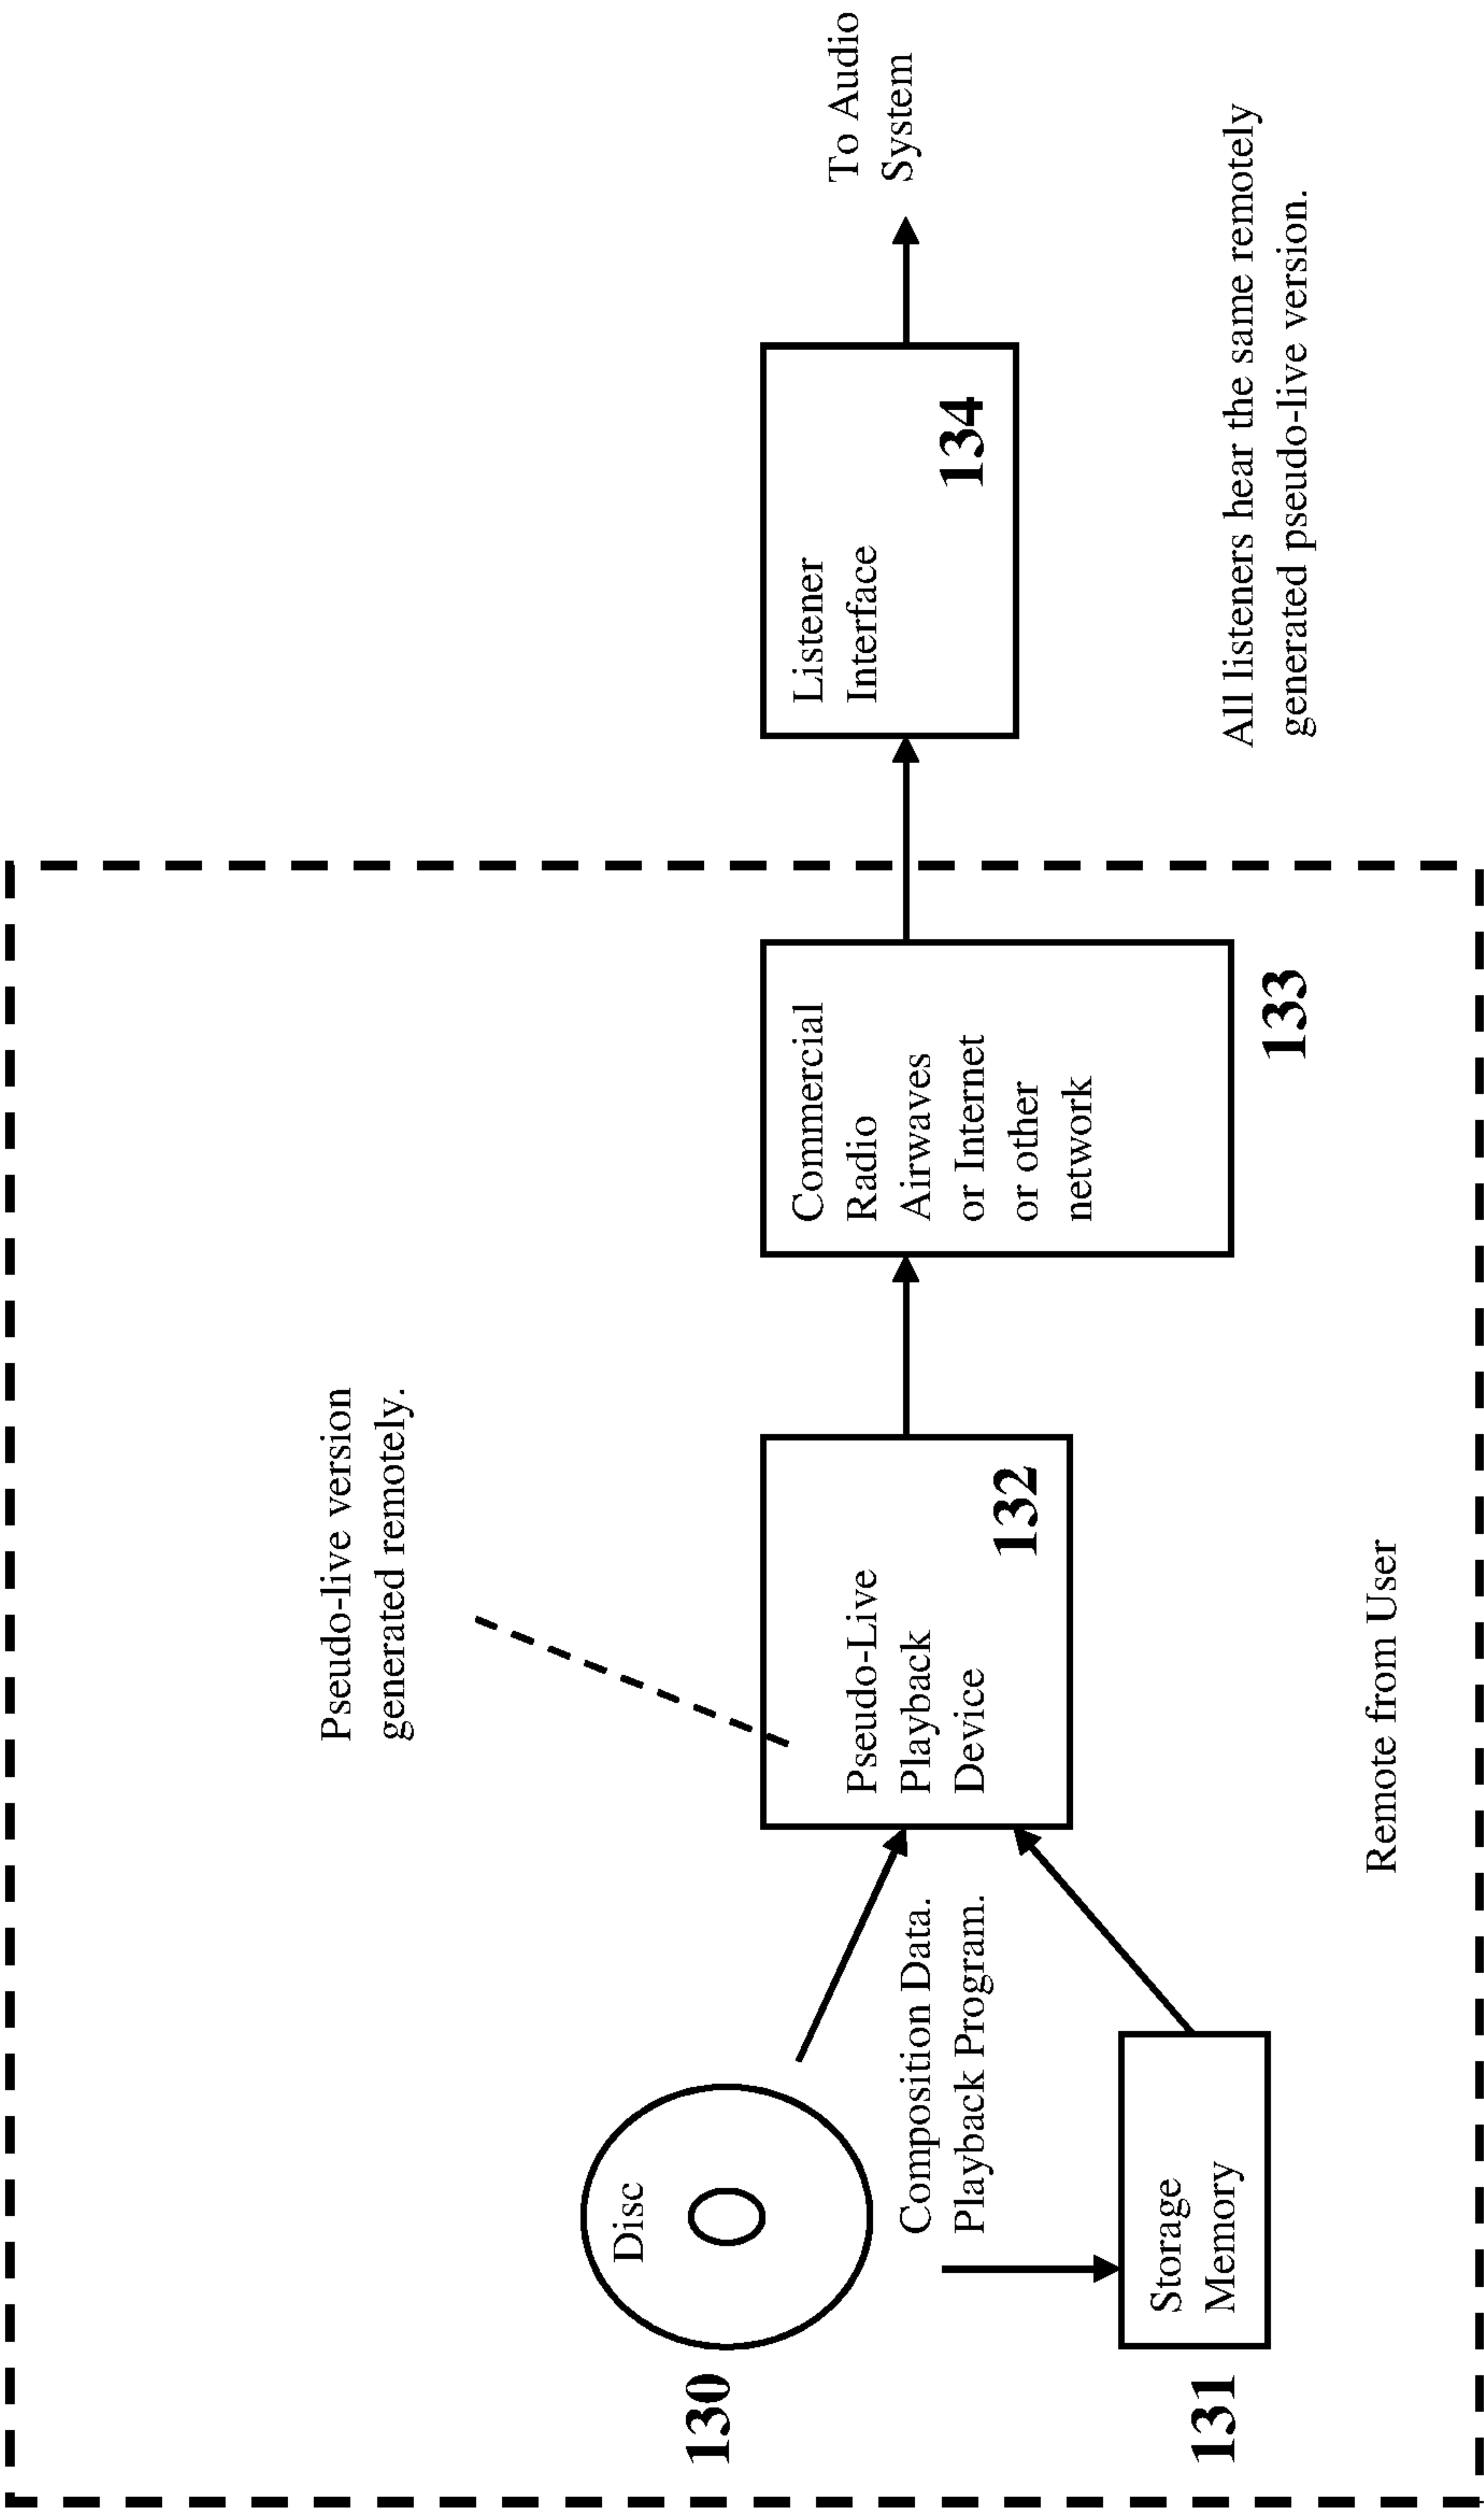 Pseudo-live version
generated remotely.
130
Disc
Composition Data.
Playback Program.
131
Storage
Memory
Pseudo-Live
Playback
Device
132
Commercial
Radio
Airwaves
or Internet
or other
network
133
Listener
Interface
134
To Audio
System
Remote from User
All listeners hear the same remotely
generated pseudo-live version.